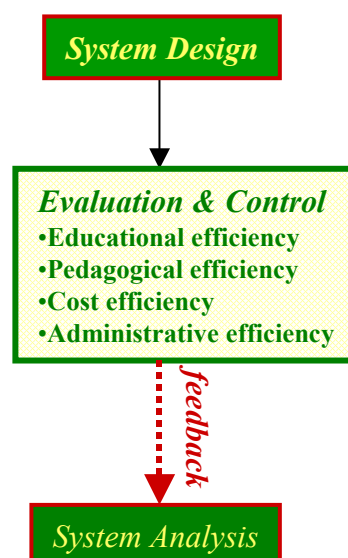 System Design
Evaluation & Control
•Educational efficiency
•Pedagogical efficiency
•Cost efficiency
•Administrative efficiency
feedback
System Analysis